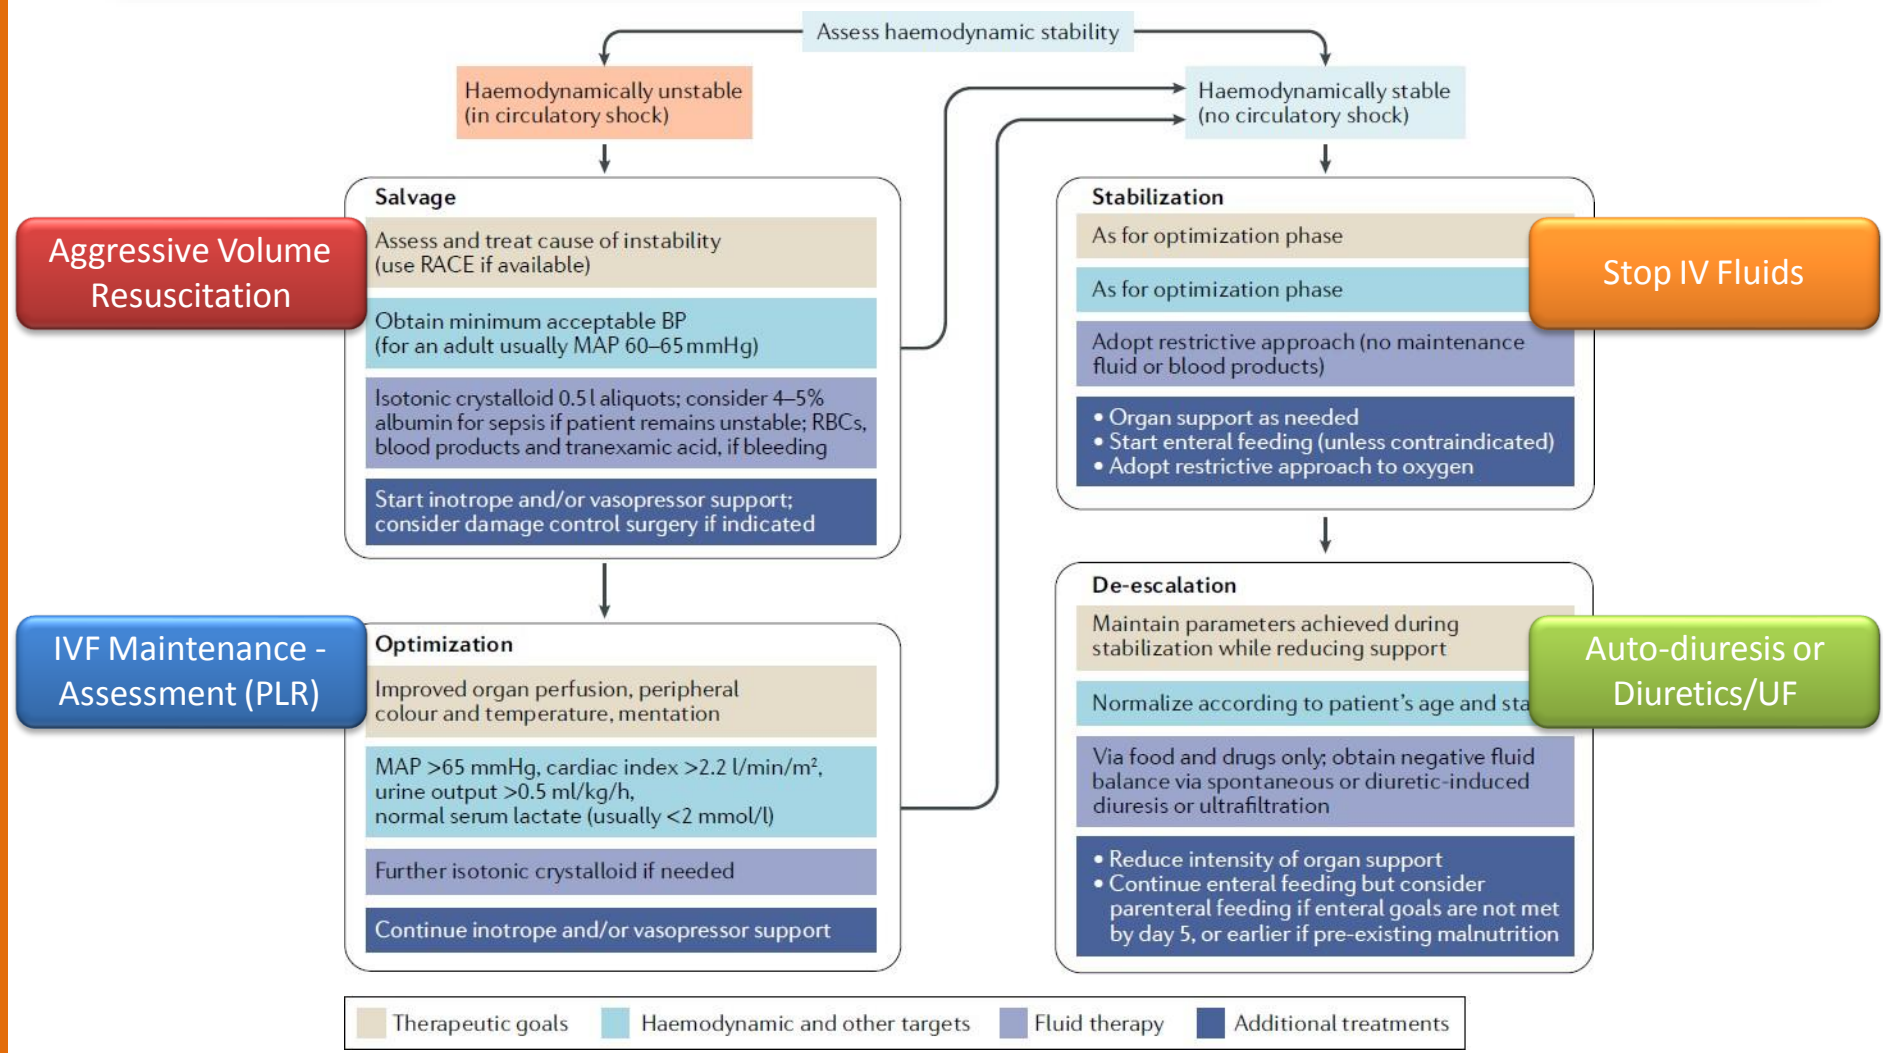 Assess haemodynamic stability
Haemodynamically unstable
(in circulatory shock)
Haemodynamically stable
(no circulatory shock)
Aggressive Volume
Resuscitation
Salvage
Assess and treat cause of instability
(use RACE if available)
Obtain minimum acceptable BP
(for an adult usually MAP 60–65 mmHg)
Isotonic crystalloid 0.5 l aliquots; consider 4–5%
albumin for sepsis if patient remains unstable; RBCs,
blood products and tranexamic acid, if bleeding
Start inotrope and/or vasopressor support;
consider damage control surgery if indicated
IVF Maintenance -
Assessment (PLR)
Optimization
Improved organ perfusion, peripheral
colour and temperature, mentation
MAP >65 mmHg, cardiac index >2.2 l/min/m²,
urine output >0.5 ml/kg/h,
normal serum lactate (usually <2 mmol/l)
Further isotonic crystalloid if needed
Continue inotrope and/or vasopressor support
Stabilization
As for optimization phase
As for optimization phase
Adopt restrictive approach (no maintenance
fluid or blood products)
• Organ support as needed
• Start enteral feeding (unless contraindicated)
• Adopt restrictive approach to oxygen
Stop IV Fluids
De-escalation
Maintain parameters achieved during
stabilization while reducing support
Normalize according to patient's age and sta
Via food and drugs only; obtain negative fluid
balance via spontaneous or diuretic-induced
diuresis or ultrafiltration
• Reduce intensity of organ support
• Continue enteral feeding but consider
parenteral feeding if enteral goals are not met
by day 5, or earlier if pre-existing malnutrition
Auto-diuresis or
Diuretics/UF
Therapeutic goals
Haemodynamic and other targets
Fluid therapy
Additional treatments